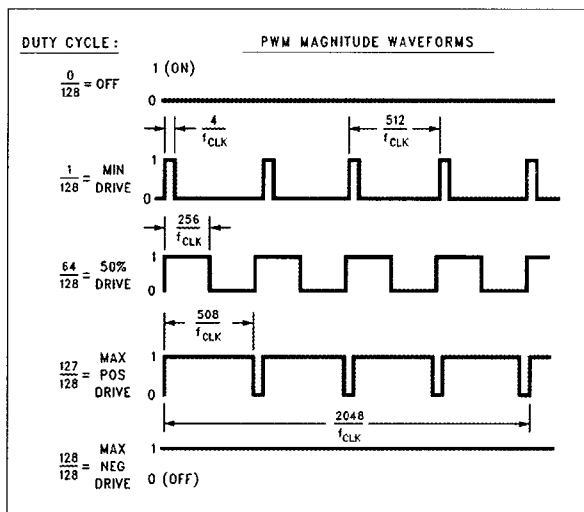 DUTY CYCLE:
PWM MAGNITUDE WAVEFORMS
0/128 = OFF
1 (ON)
0
4/fCLK
512/fCLK
1/128 = MIN DRIVE
1
0
256/fCLK
64/128 = 50% DRIVE
1
0
508/fCLK
127/128 = MAX POS DRIVE
1
0
2048/fCLK
128/128 = MAX NEG DRIVE
1
0 (OFF)